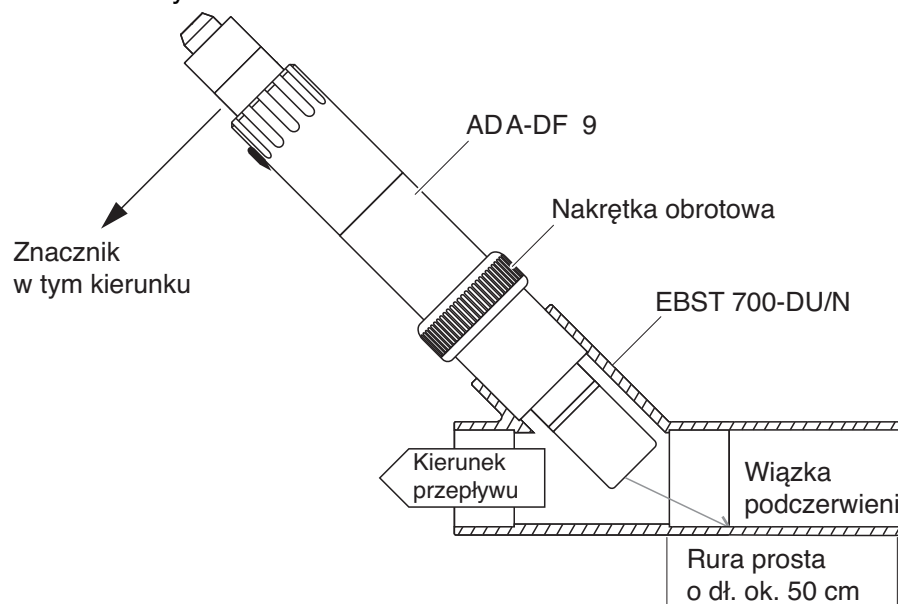 ADA-DF 9
Nakrętka obrotowa
Znacznik
w tym kierunku
EBST 700-DU/N
Kierunek
przepływu
Wiązka
podczerwieni
Rura prosta
o dł. ok. 50 cm